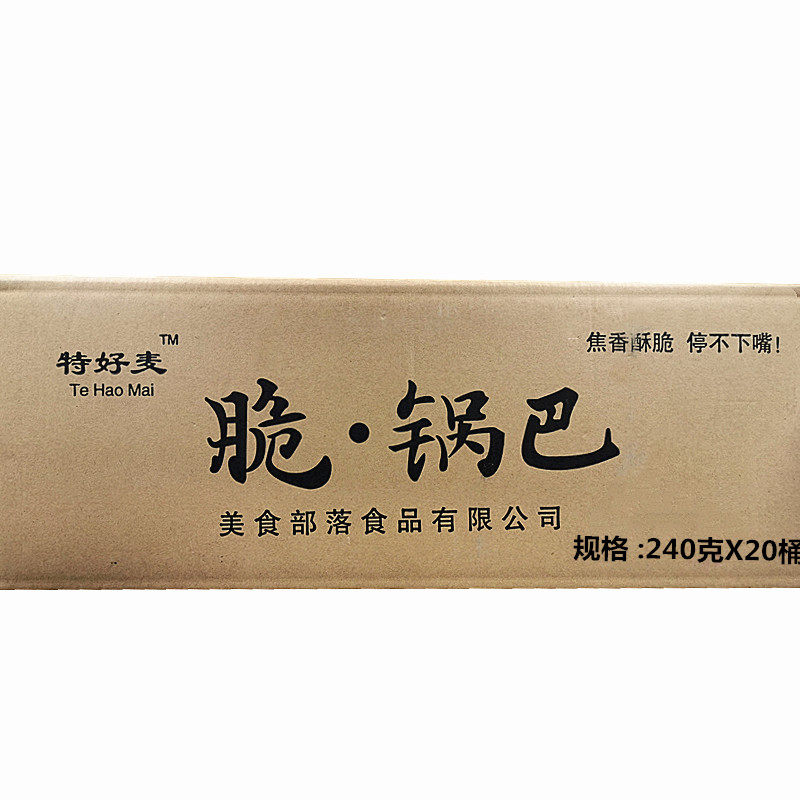 特好麦™
Te Hao Mai
焦香酥脆 停不下嘴!
脆·锅巴
美食部落食品有限公司
规格:240克X20桶